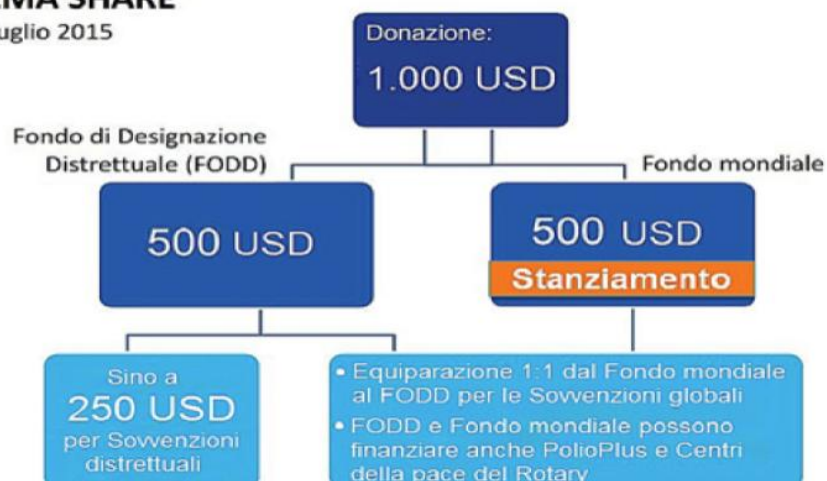 EMA SHARE
uglio 2015
Donazione:
1.000 USD
Fondo di Designazione
Distrettuale (FODD)
Fondo mondiale
500 USD
500 USD
Stanziamento
Sino a
250 USD
per Sovvenzioni
distrettuali
• Equiparazione 1:1 dal Fondo mondiale
al FODD per le Sovvenzioni globali
• FODD e Fondo mondiale possono
finanziare anche PolioPlus e Centri
della pace del Rotary